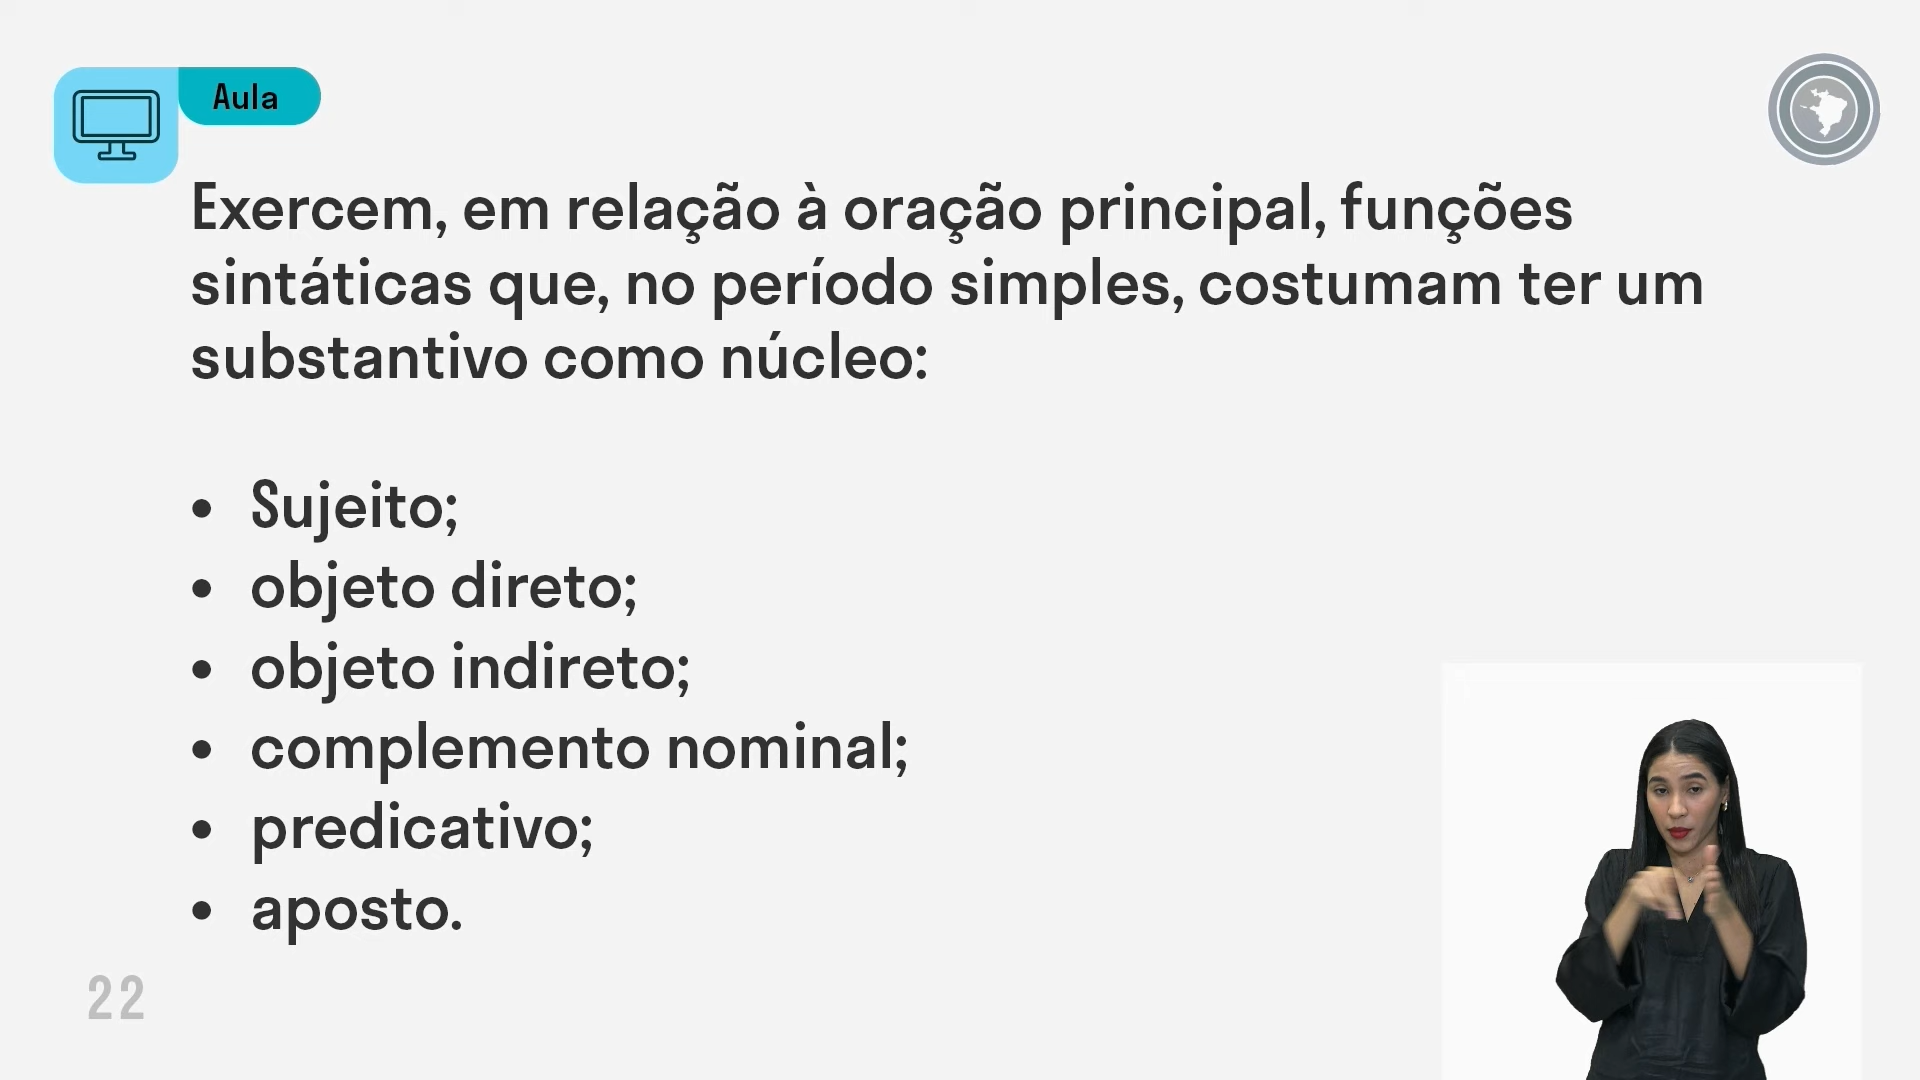 Aula
Exercem, em relação à oração principal, funções
sintáticas que, no período simples, costumam ter um
substantivo como núcleo:
• Sujeito;
• objeto direto;
• objeto indireto;
• complemento nominal;
• predicativo;
• aposto.
22